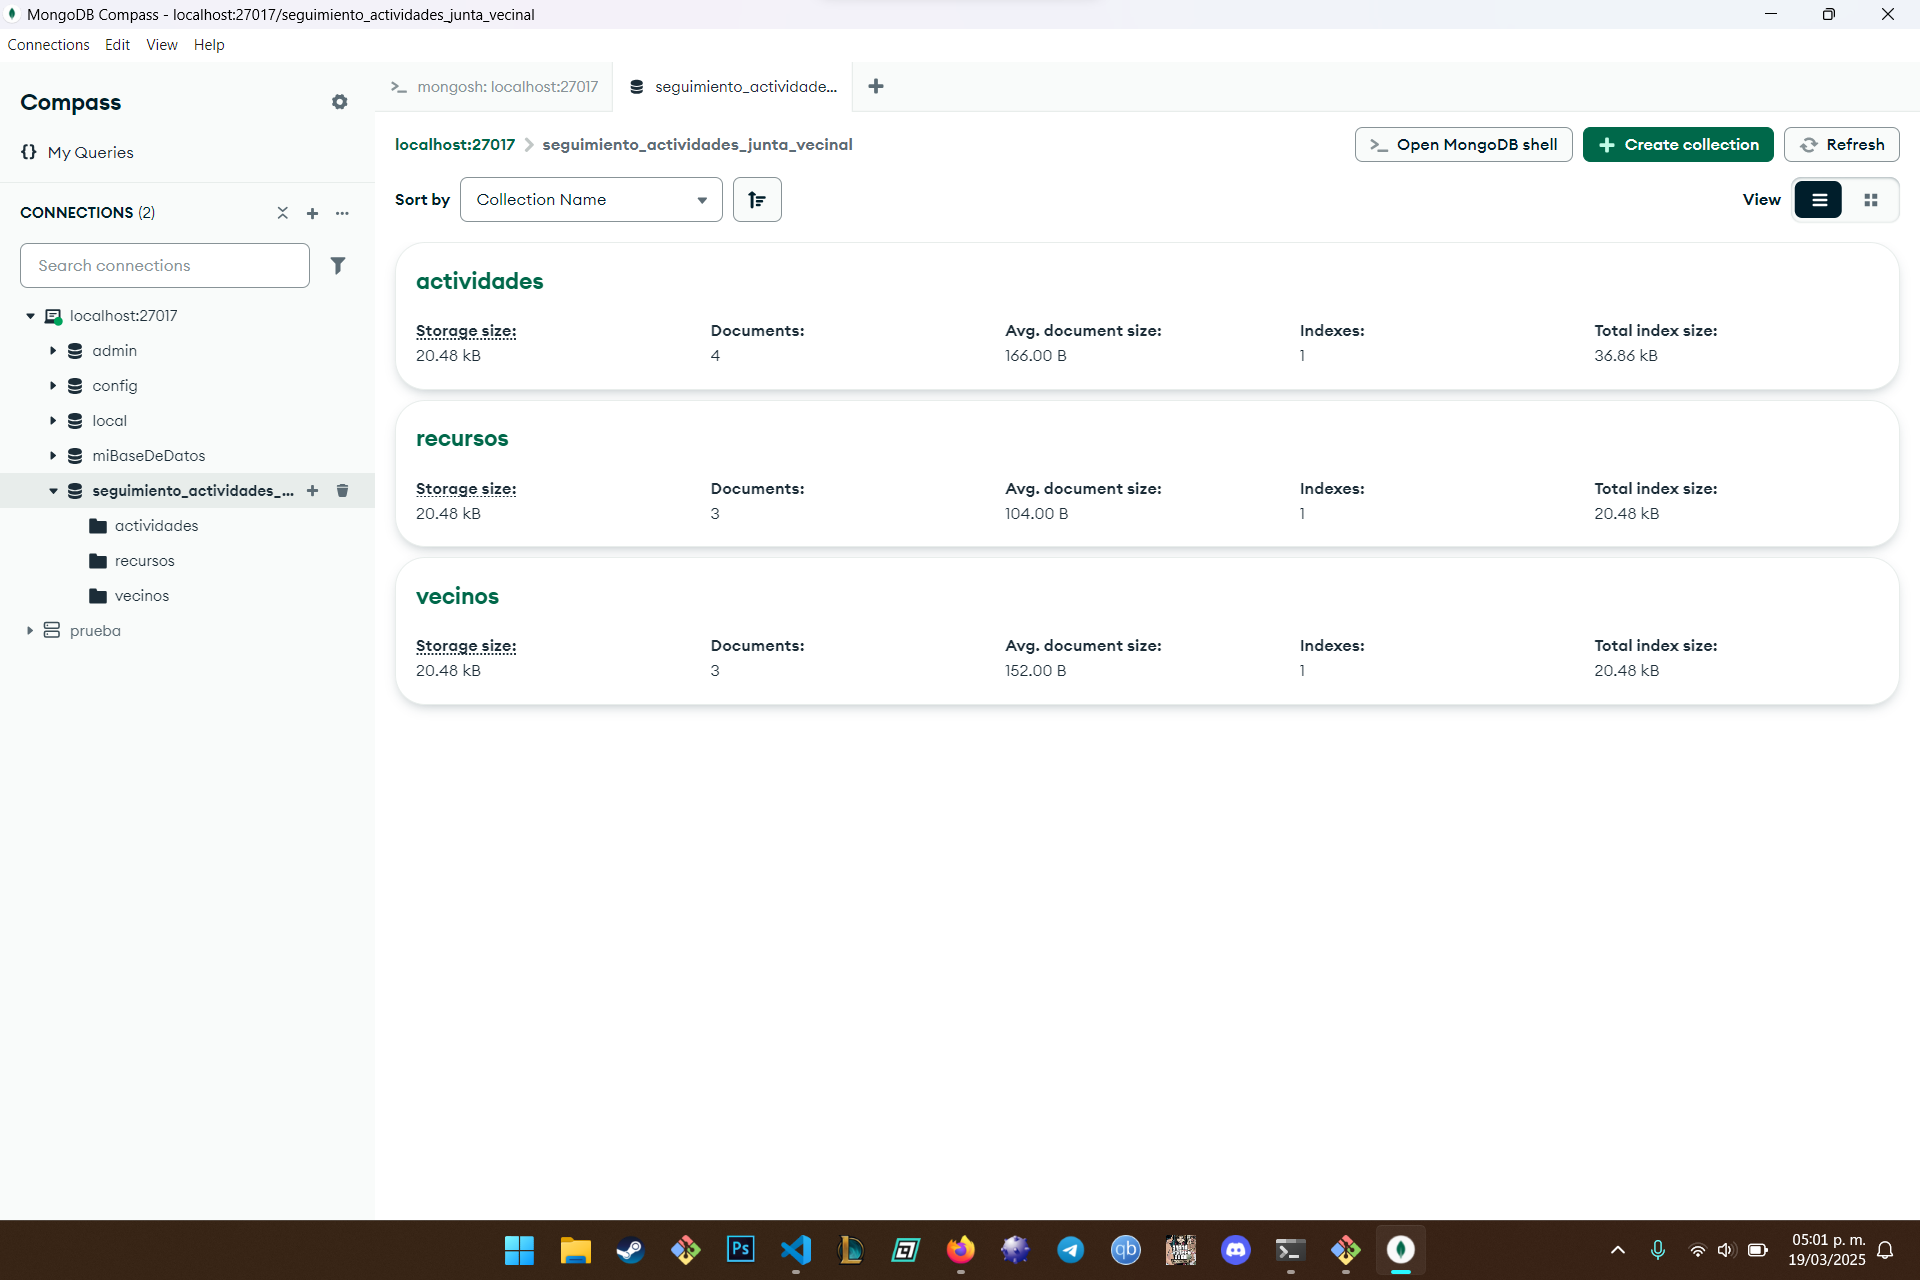 MongoDB Compass - localhost:27017/seguimiento_actividades_junta_vecinal
Connections Edit View Help
Compass
My Queries
CONNECTIONS (2)
Search connections
localhost:27017
admin
config
local
miBaseDeDatos
seguimiento_actividades_...
actividades
recursos
vecinos
prueba
mongosh: localhost:27017
seguimiento_actividade...
localhost:27017 seguimiento_actividades_junta_vecinal
Open MongoDB shell
Create collection
Refresh
Sort by Collection Name
View
actividades
Storage size: Documents: Avg. document size: Indexes: Total index size:
20.48 kB 4 166.00 B 1 36.86 kB
recursos
Storage size: Documents: Avg. document size: Indexes: Total index size:
20.48 kB 3 104.00 B 1 20.48 kB
vecinos
Storage size: Documents: Avg. document size: Indexes: Total index size:
20.48 kB 3 152.00 B 1 20.48 kB
Ps
qb
05:01 p. m.
19/03/2025